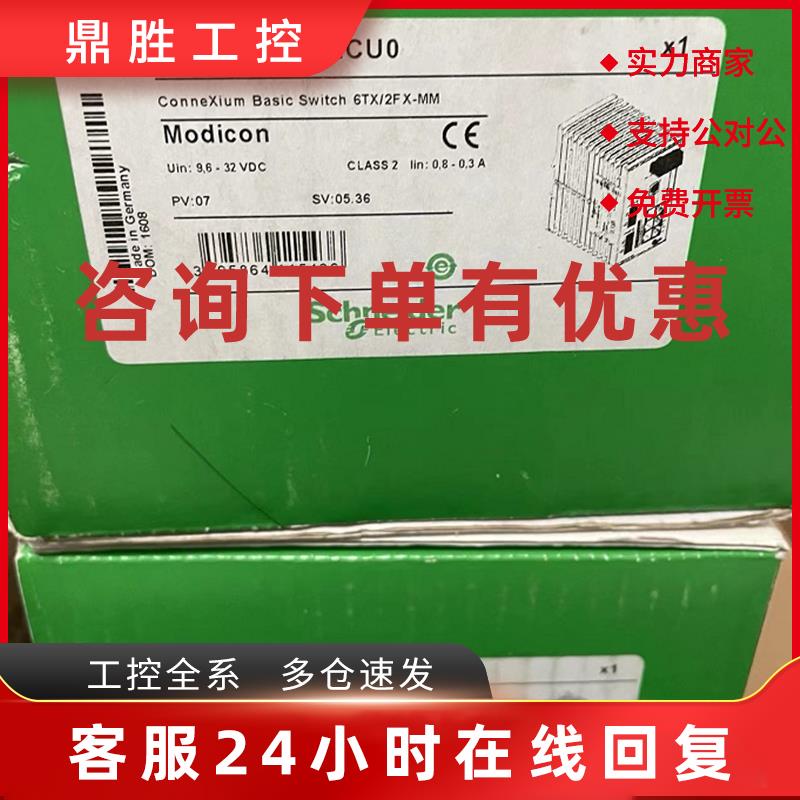 鼎胜工控
CU0
x1
实力商家
ConneXium Basic Switch 6TX/2FX-MM
Modicon
CE
支持公对公
Uin: 9,6 - 32 VDC
CLASS 2
Iin: 0,8 - 0,3 A
PV:07
SV:05.36
免费开票
Made in Germany
DOM: 1608
咨询下单有优惠
Schneider
Electric
x1
工控全系 多仓速发
客服24小时在线回复